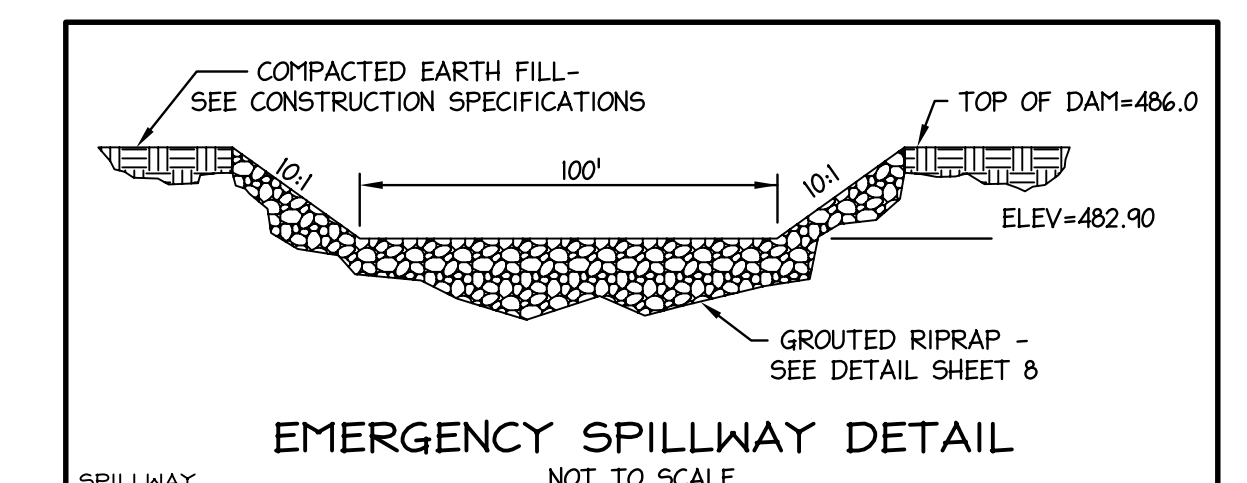 COMPACTED EARTH FILL-
SEE CONSTRUCTION SPECIFICATIONS
TOP OF DAM=486.0
10:1
100'
10:1
ELEV=482.90
GROUTED RIPRAP -
SEE DETAIL SHEET 8
EMERGENCY SPILLWAY DETAIL
NOT TO SCALE
SPILLWAY